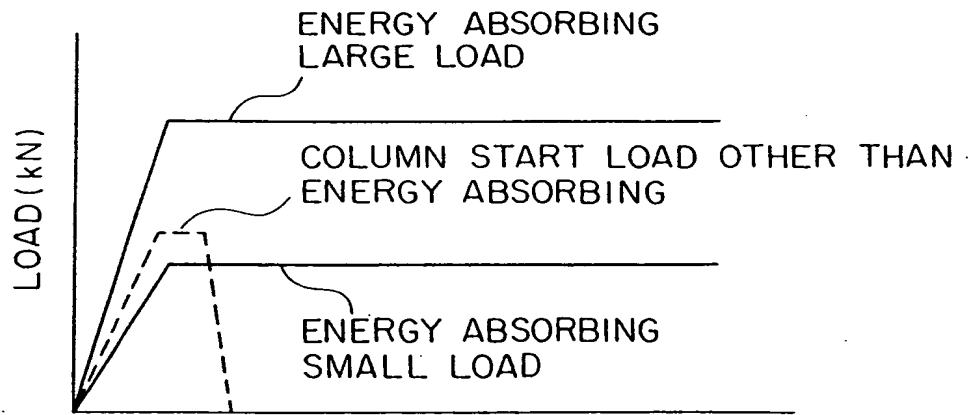 ENERGY ABSORBING
LARGE LOAD
LOAD(kN)
COLUMN START LOAD OTHER THAN
ENERGY ABSORBING
ENERGY ABSORBING
SMALL LOAD